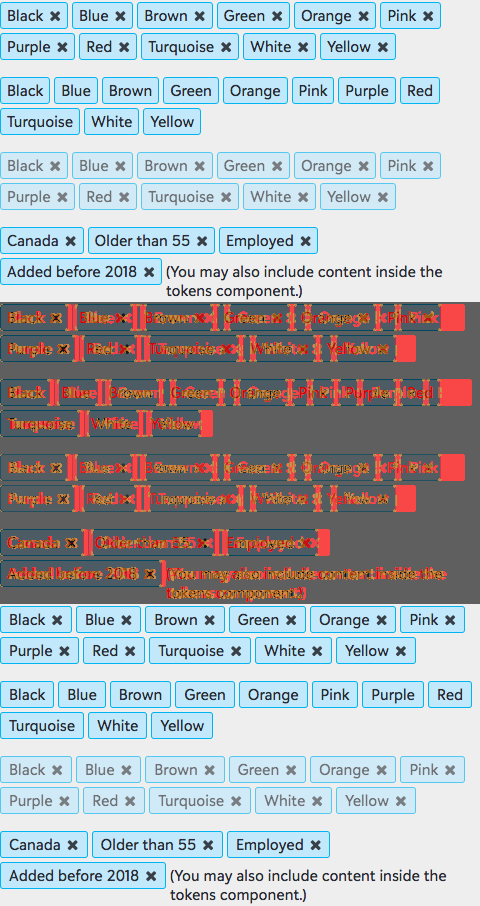 Black ✖ Blue ✖ Brown ✖ Green ✖ Orange ✖ Pink ✖
Purple ✖ Red ✖ Turquoise ✖ White ✖ Yellow ✖
Black Blue Brown Green Orange Pink Purple Red
Turquoise White Yellow
Black ✖ Blue ✖ Brown ✖ Green ✖ Orange ✖ Pink ✖
Purple ✖ Red ✖ Turquoise ✖ White ✖ Yellow ✖
Canada ✖ Older than 55 ✖ Employed ✖
Added before 2018 ✖ (You may also include content inside the
tokens component.)
Black ✖ Blue ✖ Brown ✖ Green ✖ Orange ✖ Pink
Purple ✖ Red ✖ Turquoise ✖ White ✖ Yellow
Black Blue Brown Green Orange Pink Purple Red
Turquoise White Yellow
Black ✖ Blue ✖ Brown ✖ Green ✖ Orange ✖ Pink
Purple ✖ Red ✖ Turquoise ✖ White ✖ Yellow
Canada ✖ Older than 55 ✖ Employed ✖
Added before 2018 ✖ (You may also include content inside the
tokens component.)
Black ✖ Blue ✖ Brown ✖ Green ✖ Orange ✖ Pink ✖
Purple ✖ Red ✖ Turquoise ✖ White ✖ Yellow ✖
Black Blue Brown Green Orange Pink Purple Red
Turquoise White Yellow
Black ✖ Blue ✖ Brown ✖ Green ✖ Orange ✖ Pink ✖
Purple ✖ Red ✖ Turquoise ✖ White ✖ Yellow ✖
Canada ✖ Older than 55 ✖ Employed ✖
Added before 2018 ✖ (You may also include content inside the
tokens component.)